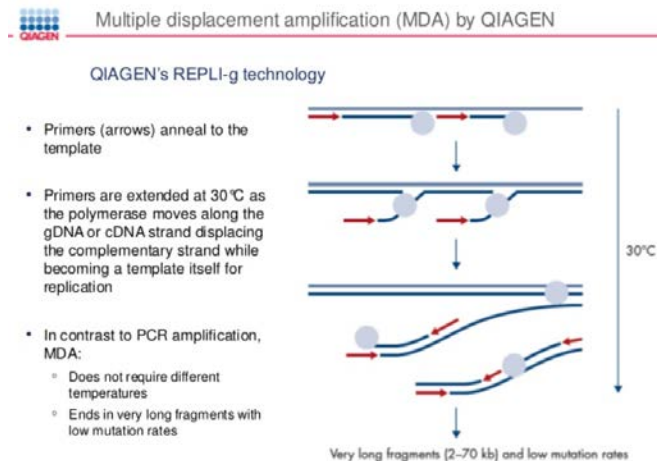 QIAGEN
Multiple displacement amplification (MDA) by QIAGEN
QIAGEN's REPLI-g technology
• Primers (arrows) anneal to the
template
• Primers are extended at 30°C as
the polymerase moves along the
gDNA or cDNA strand displacing
the complementary strand while
becoming a template itself for
replication
• In contrast to PCR amplification,
MDA:
▫ Does not require different
temperatures
▫ Ends in very long fragments with
low mutation rates
30°C
Very long fragments (2–70 kb) and low mutation rates